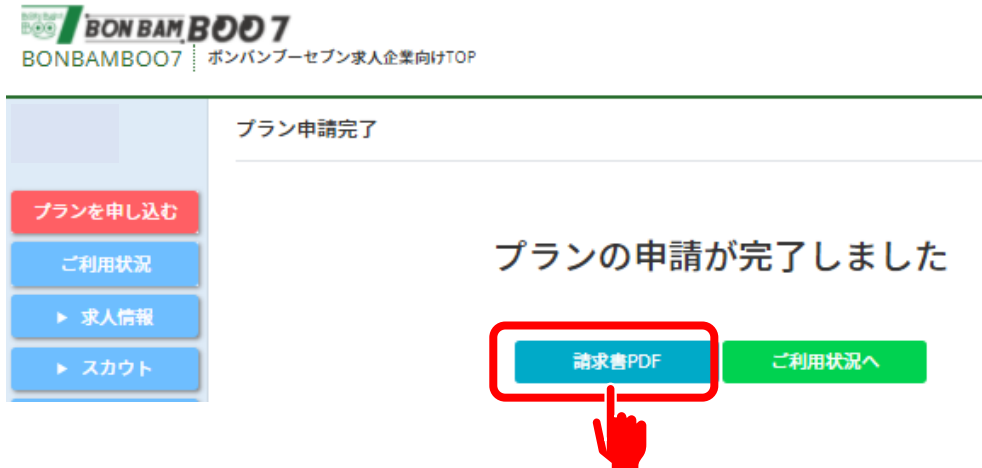 BON BAM BOO 7
BONBAMBOO7 ボンバンブーセブン求人企業向けTOP
プラン申請完了
プランを申し込む
ご利用状況
▶ 求人情報
▶ スカウト
プランの申請が完了しました
請求書PDF
ご利用状況へ